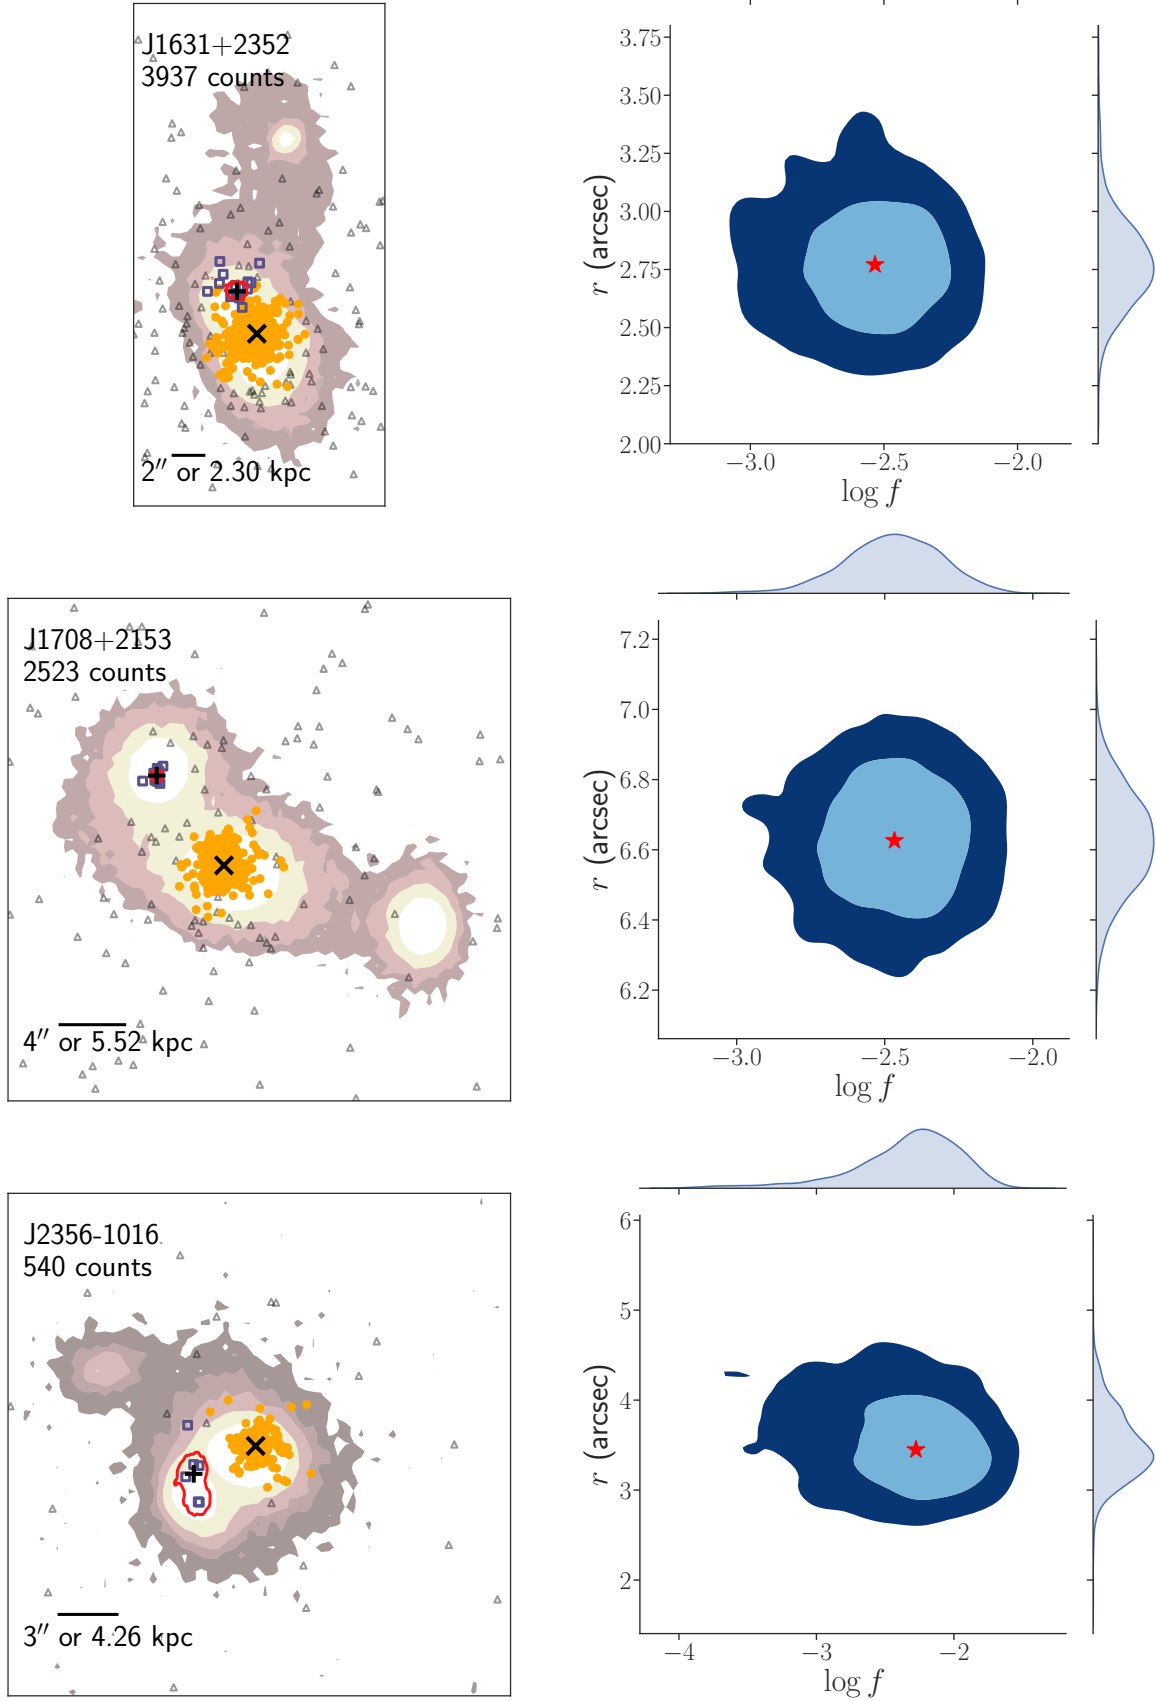 J1631+2352
3937 counts
2″ or 2.30 kpc
3.75
3.50
3.25
3.00
2.75
2.50
2.25
2.00
r (arcsec)
−3.0 −2.5 −2.0
log f
J1708+2153
2523 counts
4″ or 5.52 kpc
7.2
7.0
6.8
6.6
6.4
6.2
r (arcsec)
−3.0 −2.5 −2.0
log f
J2356-1016
540 counts
3″ or 4.26 kpc
6
5
4
3
2
r (arcsec)
−4 −3 −2
log f